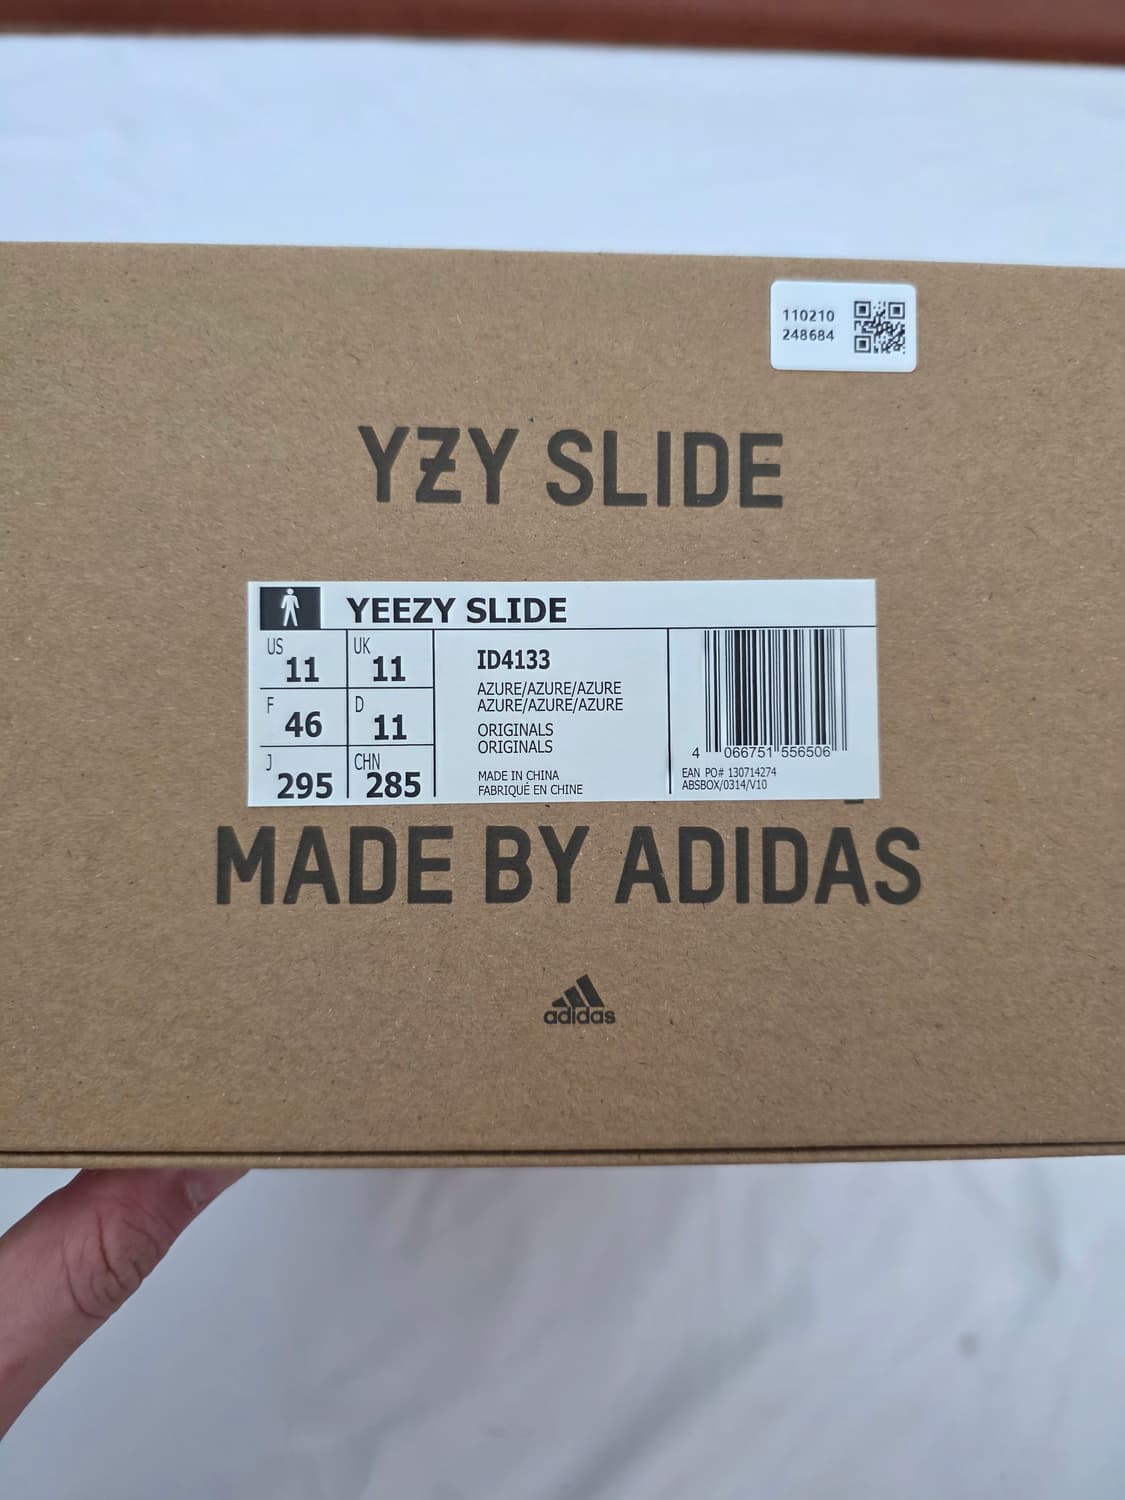 110210
248684
YZY SLIDE
YEEZY SLIDE
US 11
UK 11
F 46
D 11
J 295
CHN 285
ID4133
AZURE/AZURE/AZURE
AZURE/AZURE/AZURE
ORIGINALS
ORIGINALS
MADE IN CHINA
FABRIQUÉ EN CHINE
4 066751 556506
EAN PO# 130714274
ABSBOX/0314/V10
MADE BY ADIDAS
adidas